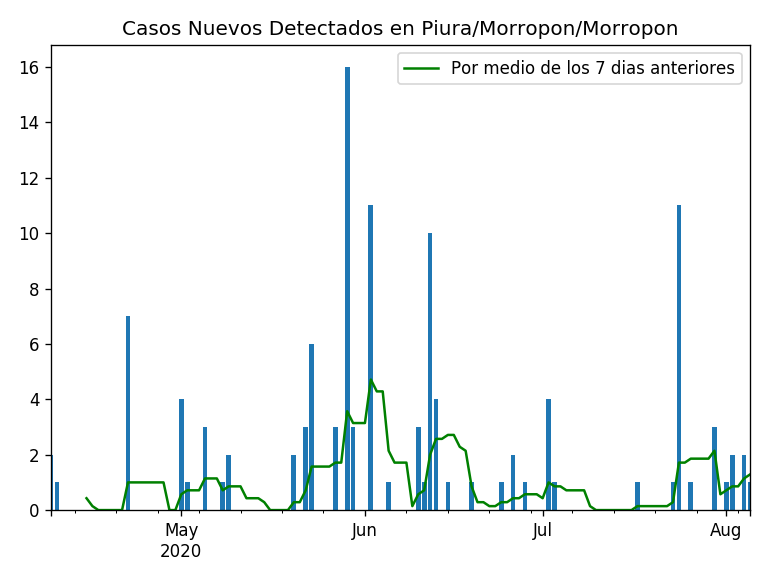 Casos Nuevos Detectados en Piura/Morropon/Morropon
Por medio de los 7 dias anteriores
16
14
12
10
8
6
4
2
0
May
2020
Jun
Jul
Aug